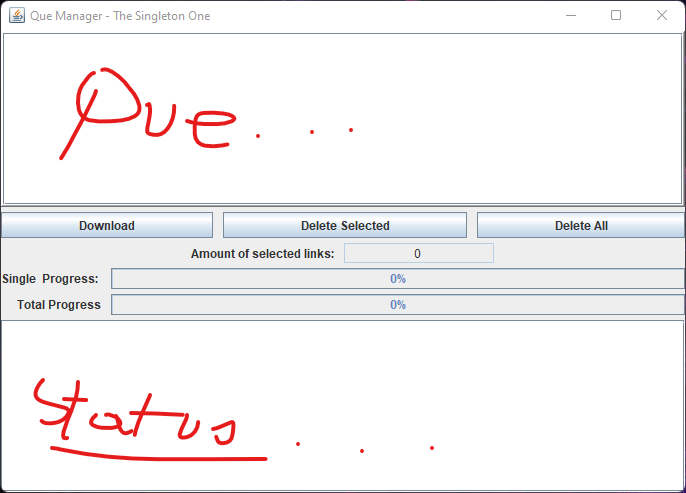 Que Manager - The Singleton One
Que...
Download Delete Selected Delete All
Amount of selected links: 0
Single Progress: 0%
Total Progress 0%
Status...